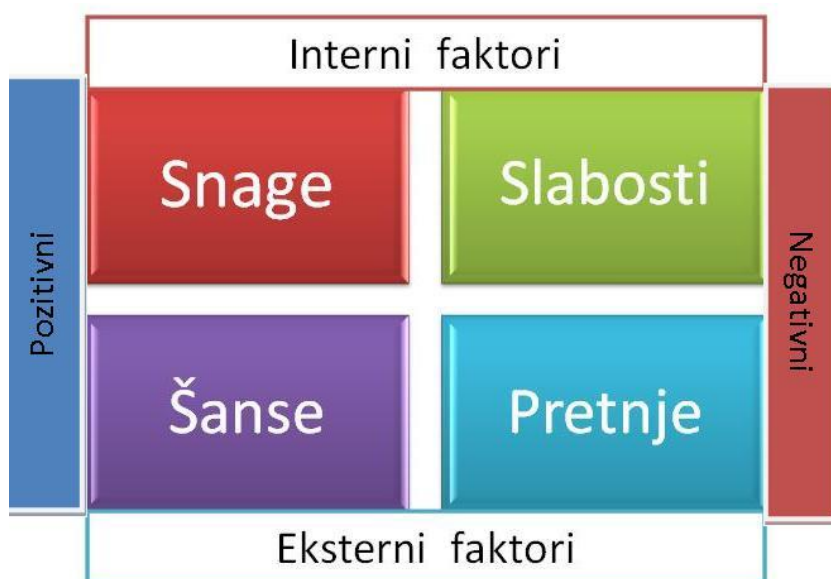 Interni faktori
Pozitivni
Snage
Slabosti
Negativni
Šanse
Pretnje
Eksterni faktori